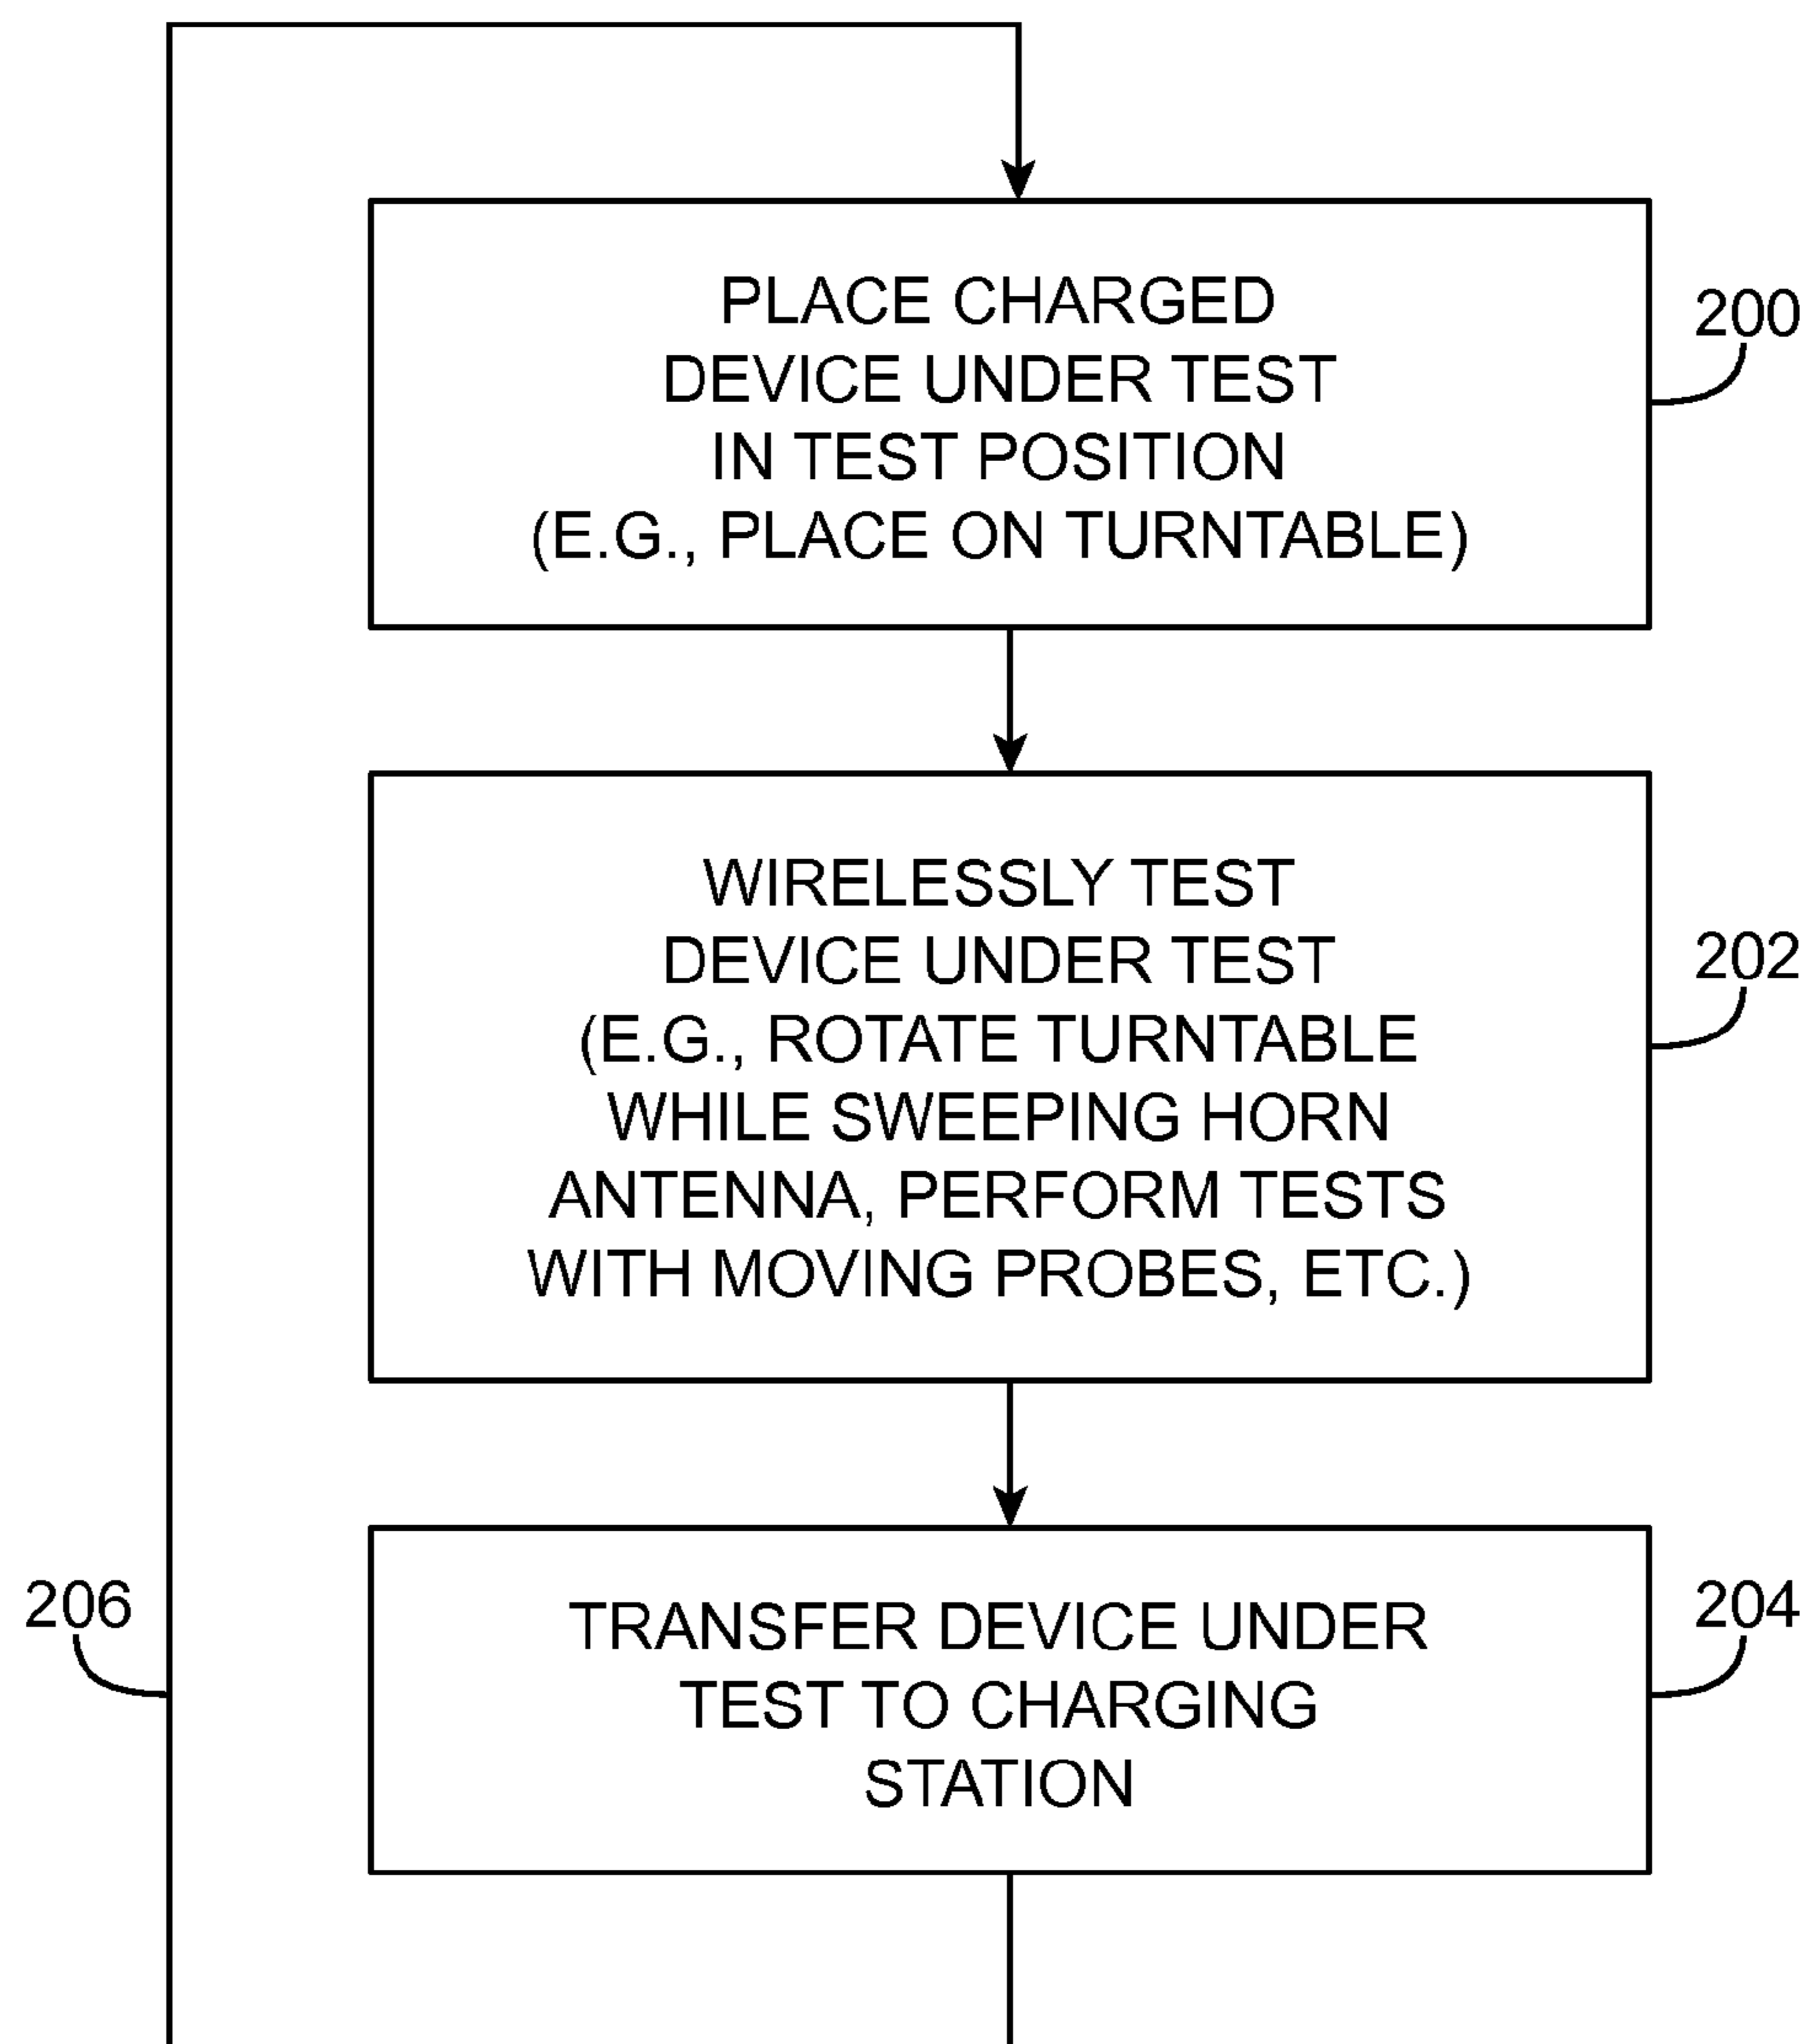 PLACE CHARGED
DEVICE UNDER TEST
IN TEST POSITION
(E.G., PLACE ON TURNTABLE)
200
WIRELESSLY TEST
DEVICE UNDER TEST
(E.G., ROTATE TURNTABLE
WHILE SWEEPING HORN
ANTENNA, PERFORM TESTS
WITH MOVING PROBES, ETC.)
202
206
TRANSFER DEVICE UNDER
TEST TO CHARGING
STATION
204